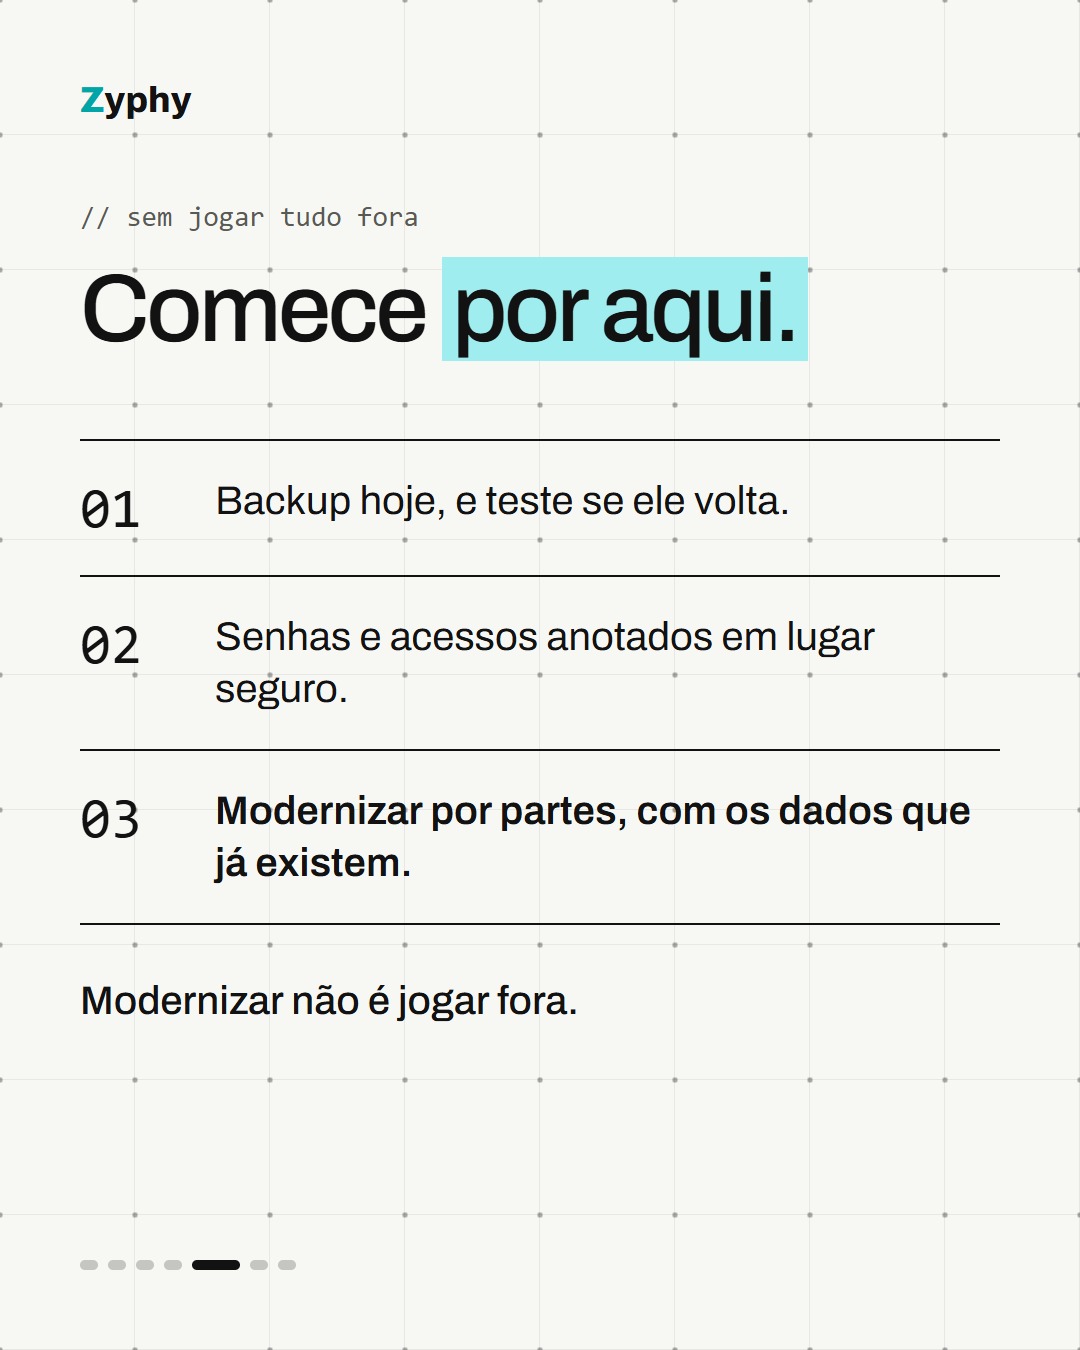 Zyphy
// sem jogar tudo fora
Comece por aqui.
01 Backup hoje, e teste se ele volta.
02 Senhas e acessos anotados em lugar
seguro.
03 Modernizar por partes, com os dados que
já existem.
Modernizar não é jogar fora.